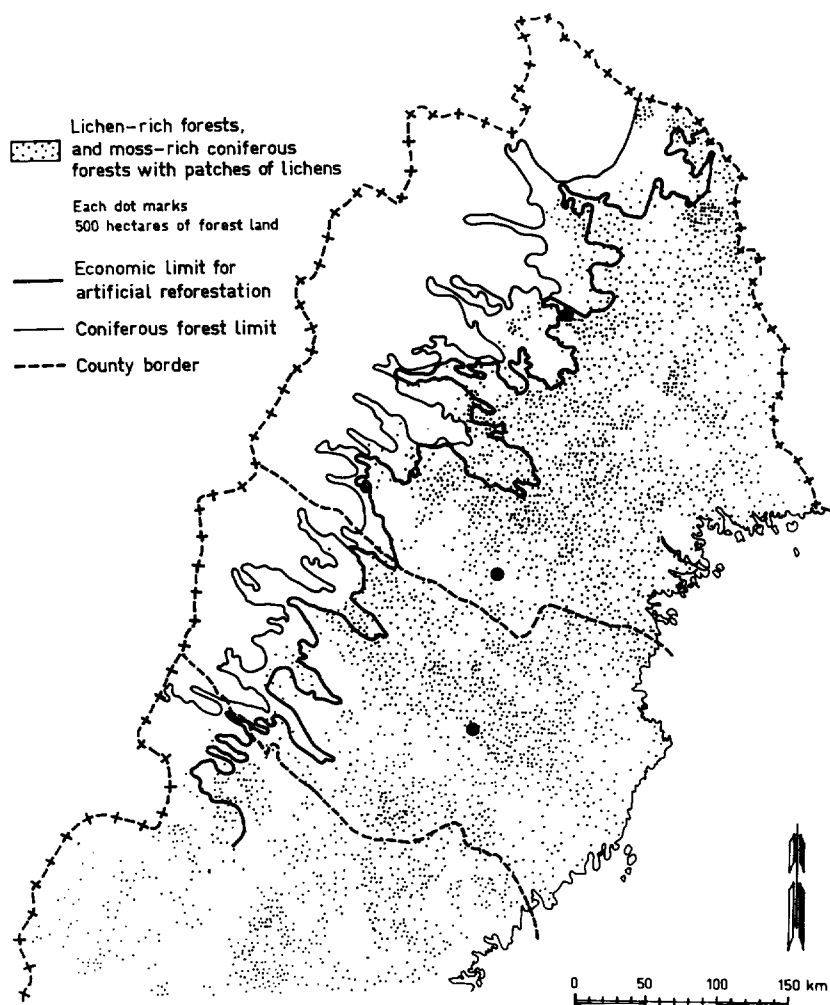 Lichen-rich forests,
and moss-rich coniferous
forests with patches of lichens
Each dot marks
500 hectares of forest land
Economic limit for
artificial reforestation
Coniferous forest limit
County border
0 50 100 150 km